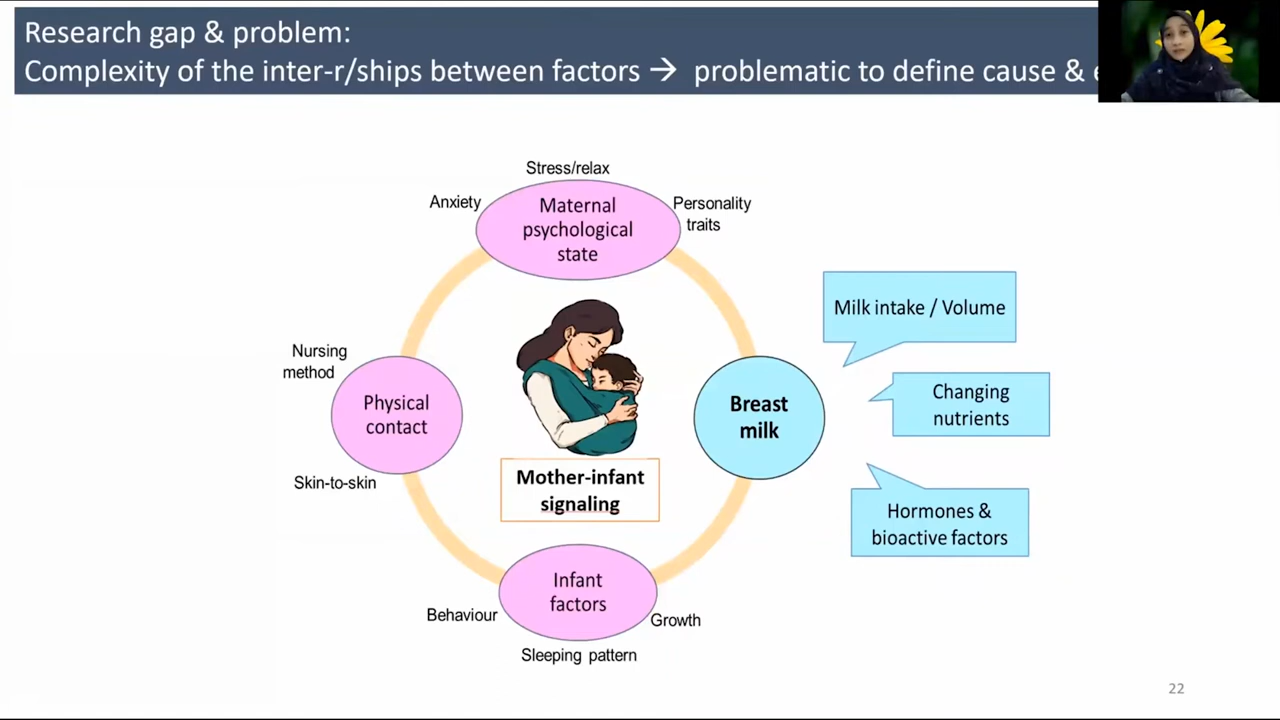 Research gap & problem:
Complexity of the inter-r/ships between factors → problematic to define cause &
Stress/relax
Anxiety
Maternal
psychological
state
Personality
traits
Milk intake / Volume
Nursing
method
Physical
contact
Skin-to-skin
Changing
nutrients
Breast
milk
Mother-infant
signaling
Hormones &
bioactive factors
Infant
factors
Behaviour
Growth
Sleeping pattern
22